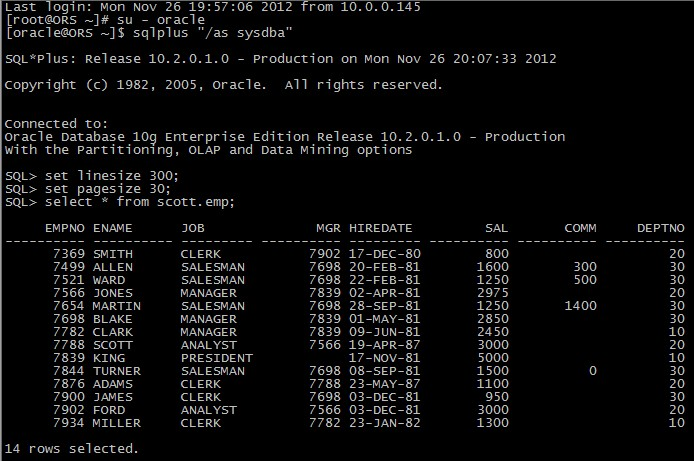 Last login: Mon Nov 26 19:57:06 2012 from 10.0.0.145
[root@ORS ~]# su - oracle
[oracle@ORS ~]$ sqlplus "/as sysdba"
SQL*Plus: Release 10.2.0.1.0 - Production on Mon Nov 26 20:07:33 2012
Copyright (c) 1982, 2005, Oracle.  All rights reserved.
Connected to:
Oracle Database 10g Enterprise Edition Release 10.2.0.1.0 - Production
With the Partitioning, OLAP and Data Mining options
SQL> set linesize 300;
SQL> set pagesize 30;
SQL> select * from scott.emp;
     EMPNO ENAME      JOB              MGR HIREDATE         SAL       COMM     DEPTNO
---------- ---------- --------- ---------- --------- ---------- ---------- ----------
      7369 SMITH      CLERK           7902 17-DEC-80        800                    20
      7499 ALLEN      SALESMAN        7698 20-FEB-81       1600        300         30
      7521 WARD       SALESMAN        7698 22-FEB-81       1250        500         30
      7566 JONES      MANAGER         7839 02-APR-81       2975                    20
      7654 MARTIN     SALESMAN        7698 28-SEP-81       1250       1400         30
      7698 BLAKE      MANAGER         7839 01-MAY-81       2850                    30
      7782 CLARK      MANAGER         7839 09-JUN-81       2450                    10
      7788 SCOTT      ANALYST         7566 19-APR-87       3000                    20
      7839 KING       PRESIDENT            17-NOV-81       5000                    10
      7844 TURNER     SALESMAN        7698 08-SEP-81       1500          0         30
      7876 ADAMS      CLERK           7788 23-MAY-87       1100                    20
      7900 JAMES      CLERK           7698 03-DEC-81        950                    30
      7902 FORD       ANALYST         7566 03-DEC-81       3000                    20
      7934 MILLER     CLERK           7782 23-JAN-82       1300                    10
14 rows selected.